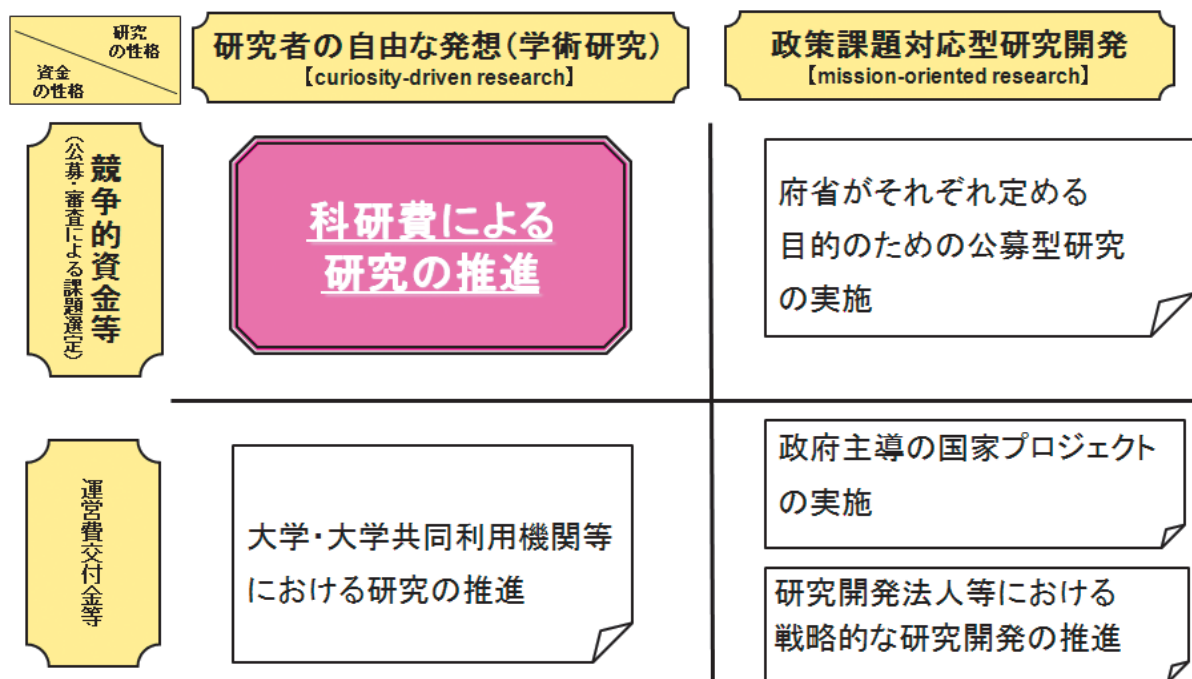 研究
の性格
資金
の性格
研究者の自由な発想(学術研究)
【curiosity-driven research】
政策課題対応型研究開発
【mission-oriented research】
競争的資金等
(公募・審査による課題選定)
科研費による
研究の推進
府省がそれぞれ定める
目的のための公募型研究
の実施
運営費交付金等
大学・大学共同利用機関等
における研究の推進
政府主導の国家プロジェクト
の実施
研究開発法人等における
戦略的な研究開発の推進